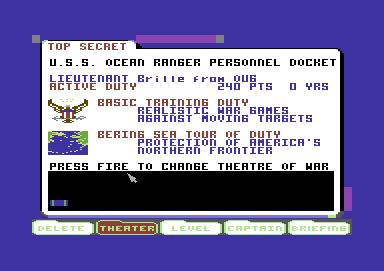 TOP SECRET
U.S.S. OCEAN RANGER PERSONNEL DOCKET
LIEUTENANT Brille from OUG
ACTIVE DUTY 240 PTS 0 YRS
BASIC TRAINING DUTY
REALISTIC WAR GAMES
AGAINST MOVING TARGETS
BERING SEA TOUR OF DUTY
PROTECTION OF AMERICA'S
NORTHERN FRONTIER
PRESS FIRE TO CHANGE THEATRE OF WAR
DELETE THEATER LEVEL CAPTAIN BRIEFING